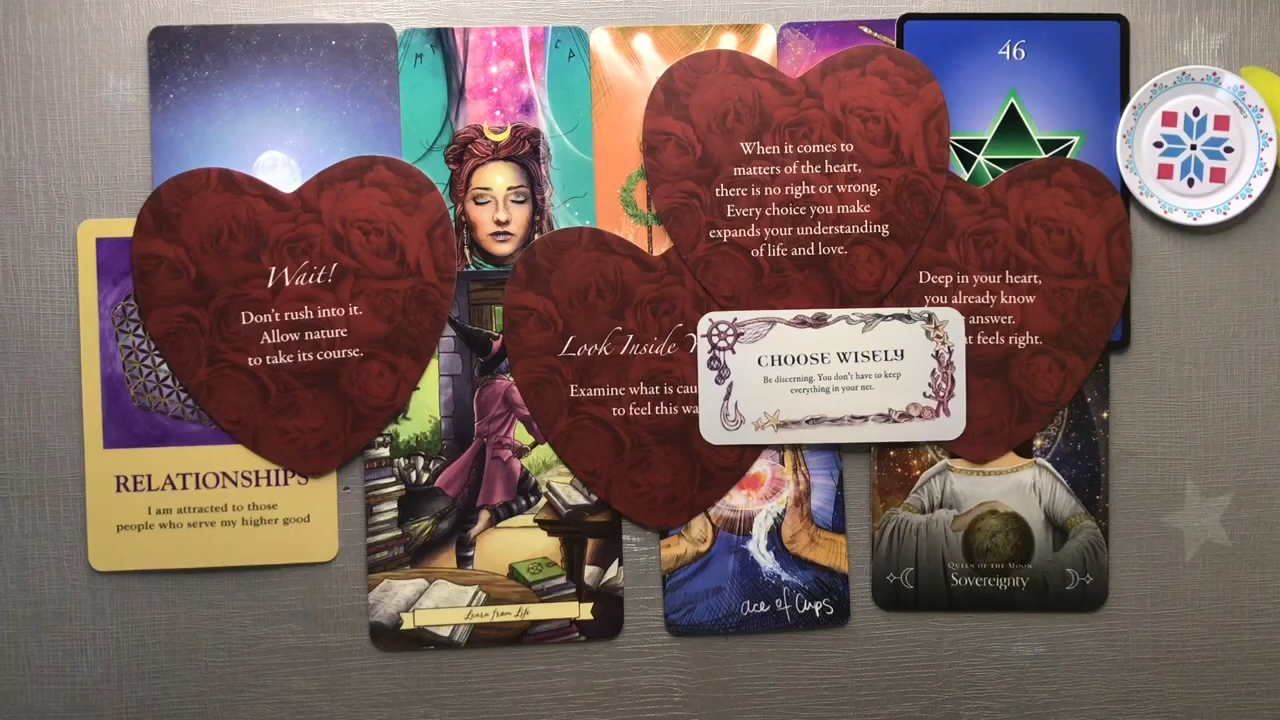 46
When it comes to
matters of the heart,
there is no right or wrong.
Every choice you make
expands your understanding
of life and love.
Wait!
Don't rush into it.
Allow nature
to take its course.
Look Inside
Examine what is
to feel this
Deep in your heart,
you already know
answer.
feels right.
CHOOSE WISELY
Be discerning. You don't have to keep
everything in your net.
RELATIONSHIPS
I am attracted to those
people who serve my higher good
Learn from Life
ace of Cups
QUEEN OF THE MOON
Sovereignty